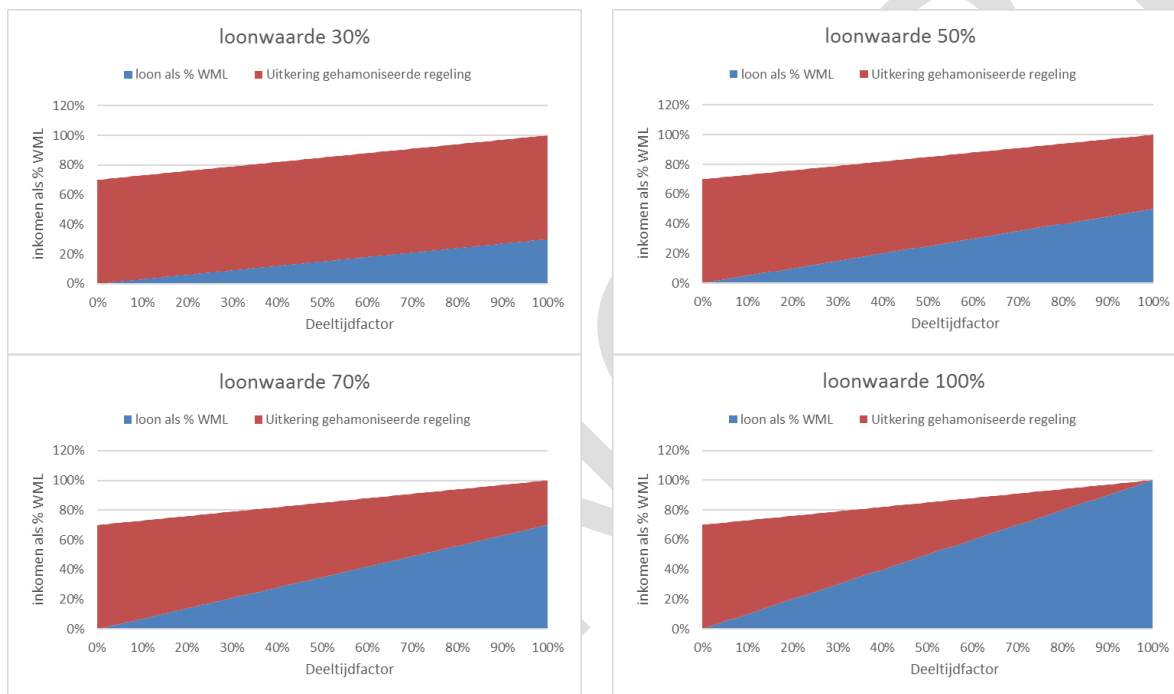 loonwaarde 30%
loon als % WML Uitkering gehamoniseerde regeling
inkomen als % WML
120%
100%
80%
60%
40%
20%
0%
0% 10% 20% 30% 40% 50% 60% 70% 80% 90% 100%
Deeltijdfactor
loonwaarde 50%
loon als % WML Uitkering gehamoniseerde regeling
inkomen als % WML
120%
100%
80%
60%
40%
20%
0%
0% 10% 20% 30% 40% 50% 60% 70% 80% 90% 100%
Deeltijdfactor
loonwaarde 70%
loon als % WML Uitkering gehamoniseerde regeling
inkomen als % WML
120%
100%
80%
60%
40%
20%
0%
0% 10% 20% 30% 40% 50% 60% 70% 80% 90% 100%
Deeltijdfactor
loonwaarde 100%
loon als % WML Uitkering gehamoniseerde regeling
inkomen als % WML
120%
100%
80%
60%
40%
20%
0%
0% 10% 20% 30% 40% 50% 60% 70% 80% 90% 100%
Deeltijdfactor